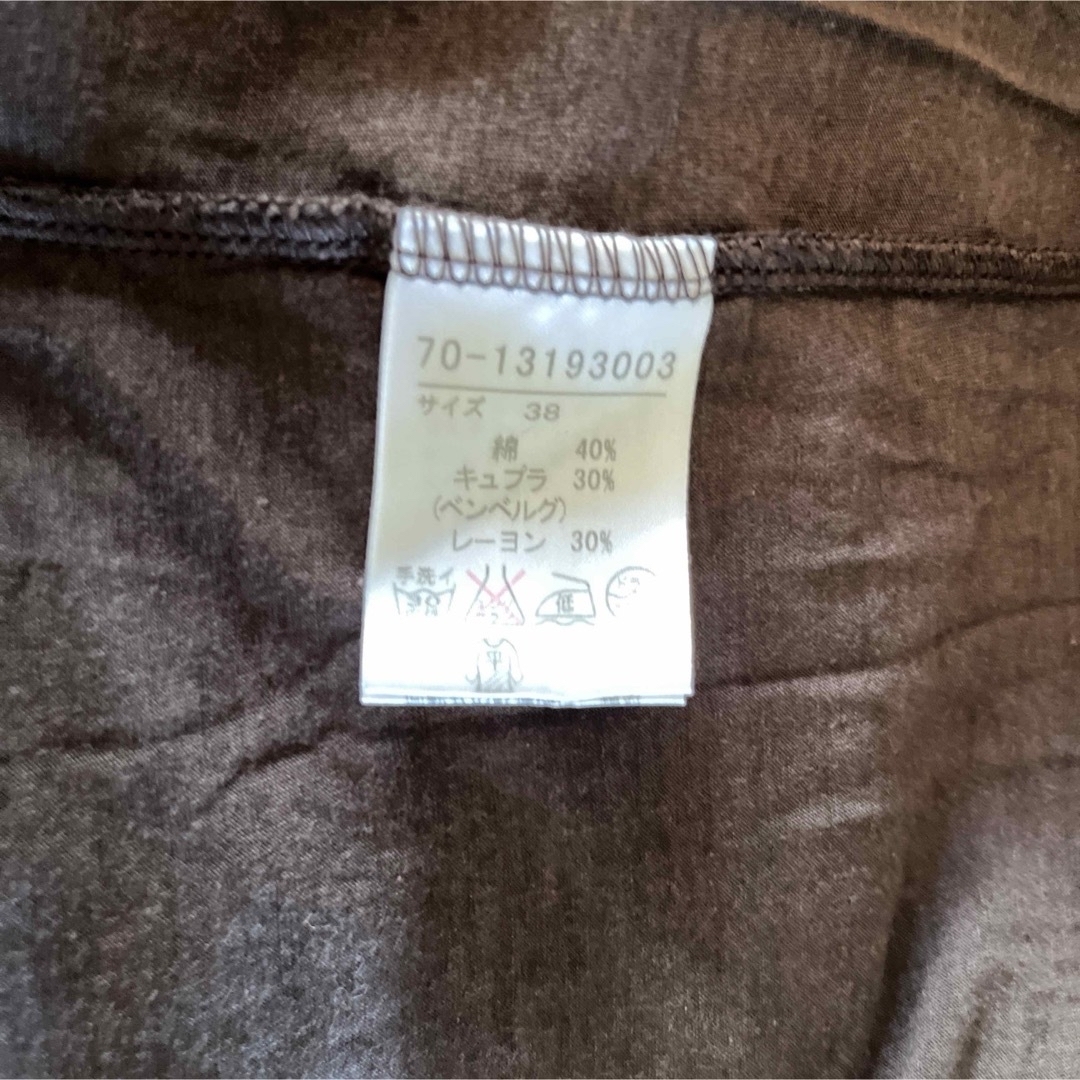 70-13193003
サイズ 38
綿 40%
キュプラ 30%
(ベンベルグ)
レーヨン 30%
手洗イ
低
平